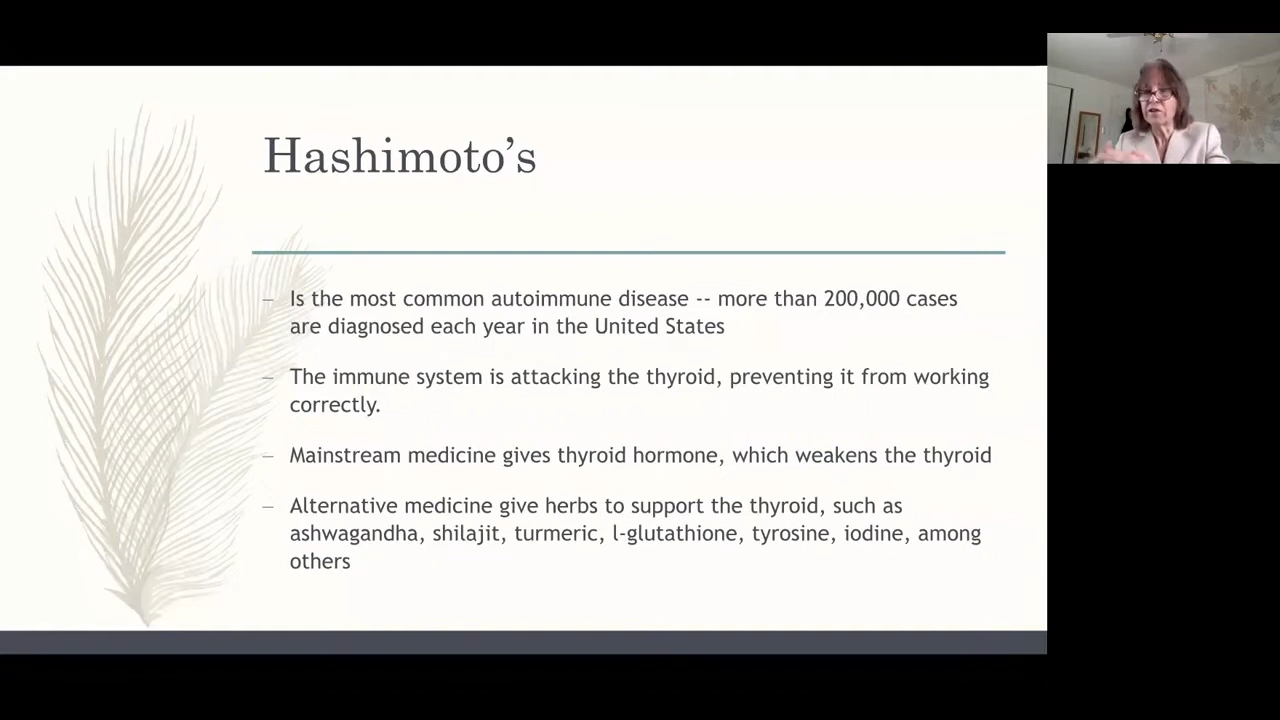 Hashimoto's
– Is the most common autoimmune disease -- more than 200,000 cases
are diagnosed each year in the United States
– The immune system is attacking the thyroid, preventing it from working
correctly.
– Mainstream medicine gives thyroid hormone, which weakens the thyroid
– Alternative medicine give herbs to support the thyroid, such as
ashwagandha, shilajit, turmeric, l-glutathione, tyrosine, iodine, among
others